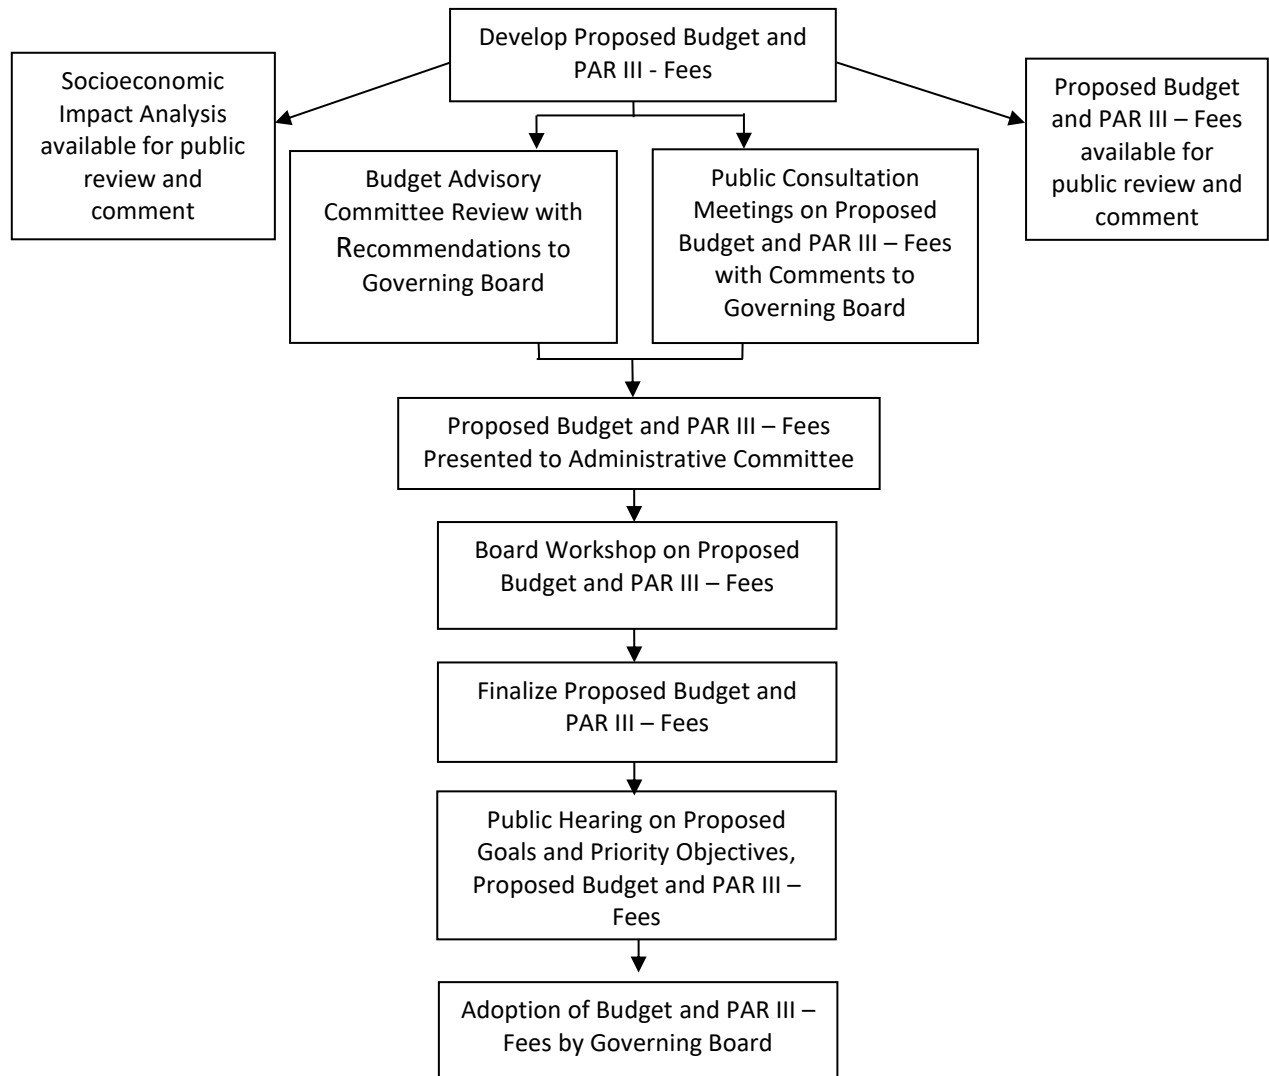 Develop Proposed Budget and
PAR III - Fees
Socioeconomic
Impact Analysis
available for public
review and
comment
Proposed Budget
and PAR III – Fees
available for
public review and
comment
Budget Advisory
Committee Review with
Recommendations to
Governing Board
Public Consultation
Meetings on Proposed
Budget and PAR III – Fees
with Comments to
Governing Board
Proposed Budget and PAR III – Fees
Presented to Administrative Committee
Board Workshop on Proposed
Budget and PAR III – Fees
Finalize Proposed Budget and
PAR III – Fees
Public Hearing on Proposed
Goals and Priority Objectives,
Proposed Budget and PAR III –
Fees
Adoption of Budget and PAR III –
Fees by Governing Board